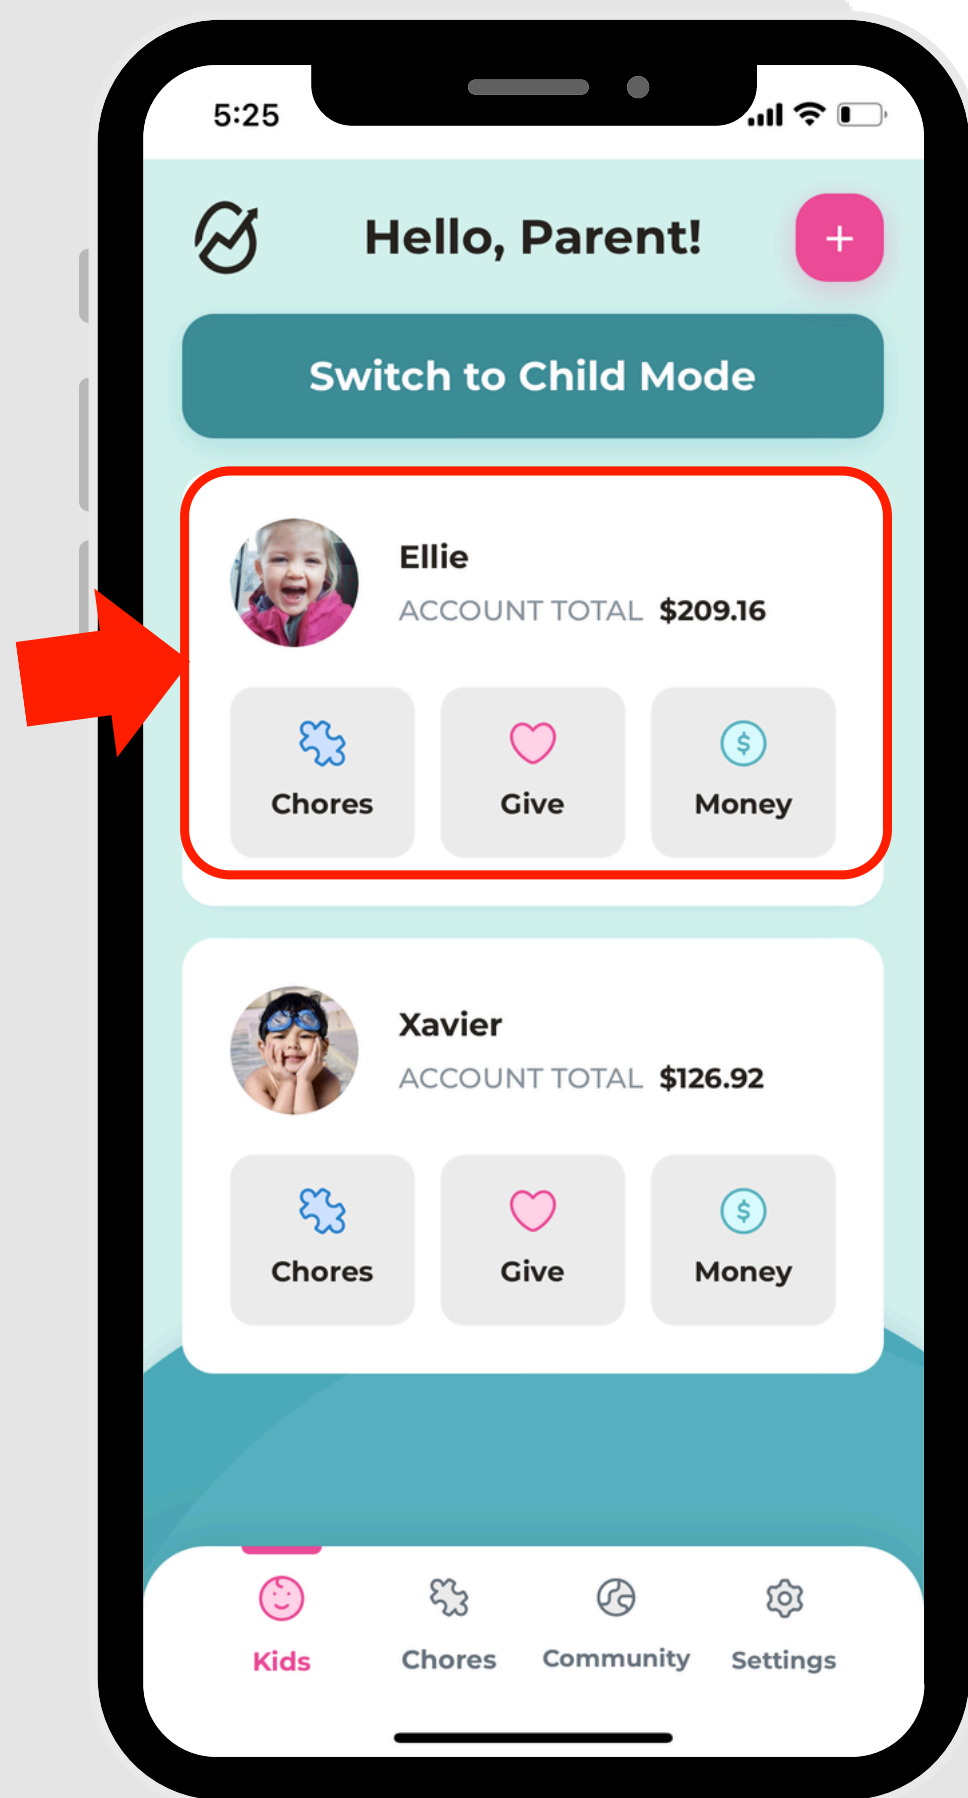 5:25
Hello, Parent!
+
Switch to Child Mode
Ellie
ACCOUNT TOTAL $209.16
$
Chores Give Money
Xavier
ACCOUNT TOTAL $126.92
$
Chores Give Money
Kids Chores Community Settings